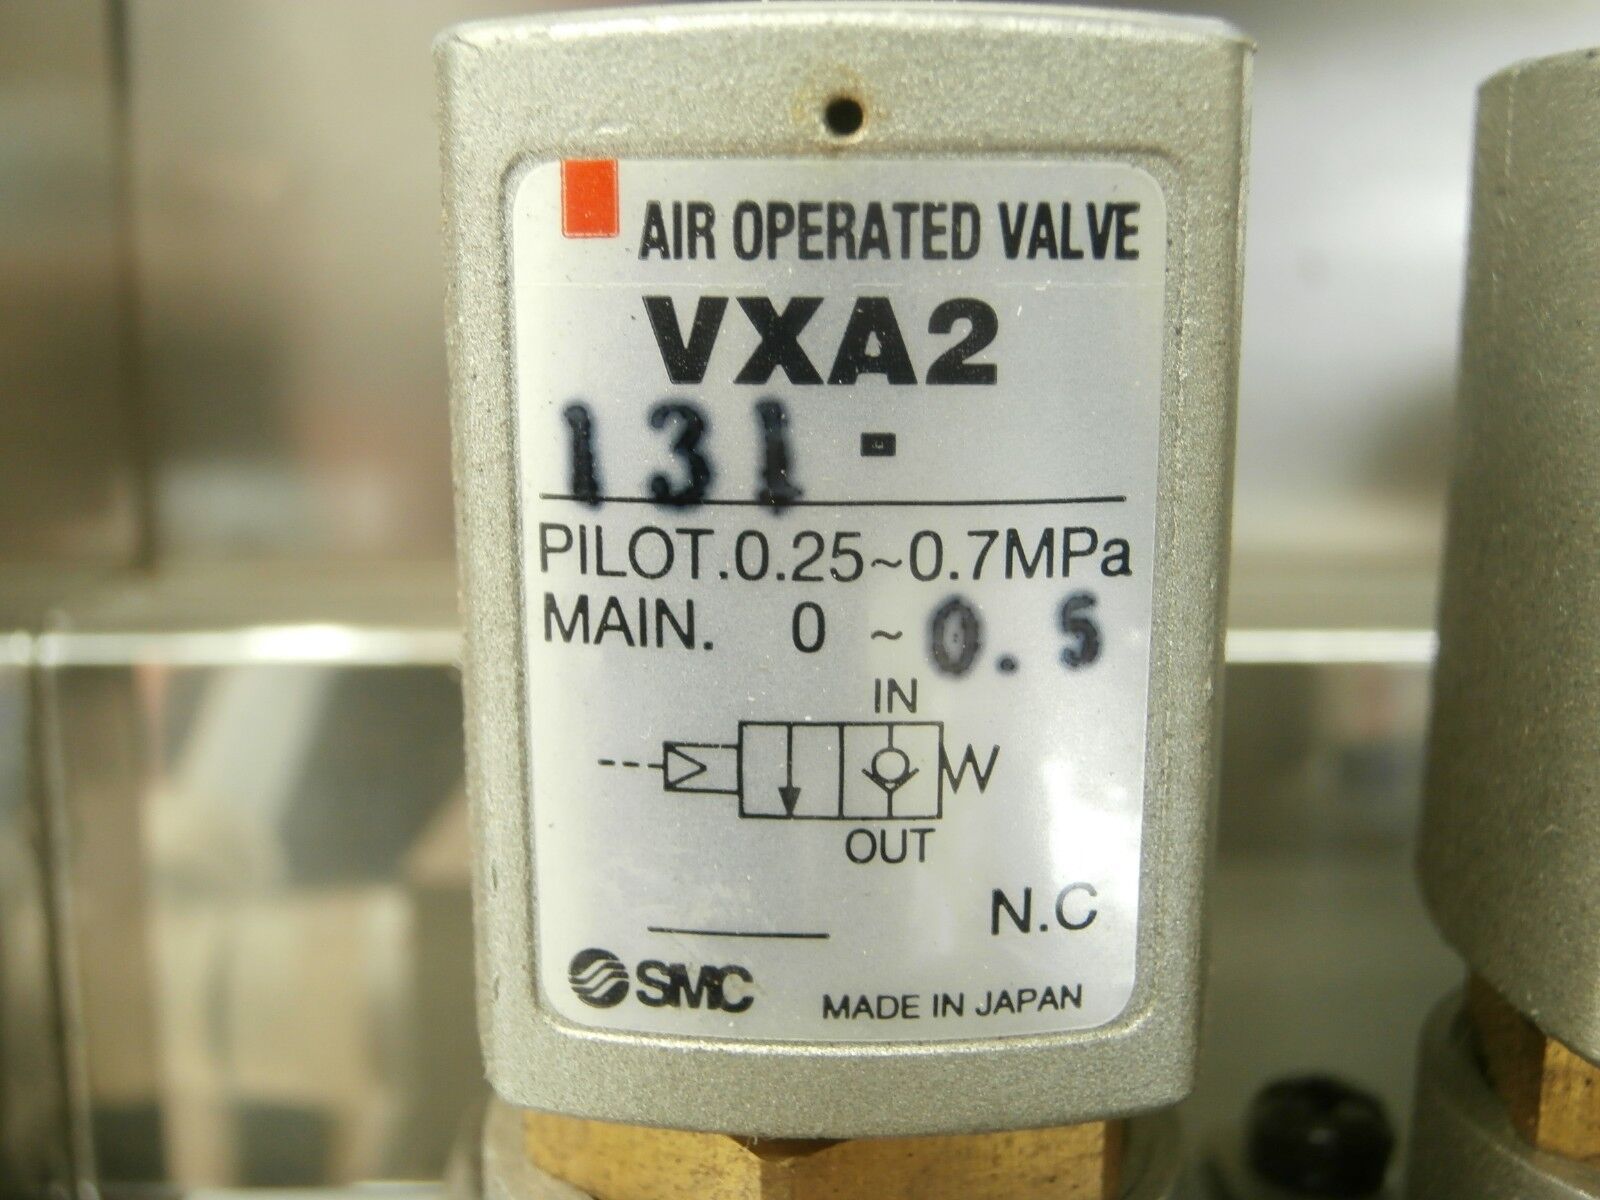 AIR OPERATED VALVE
VXA2
131 -
PILOT.0.25~0.7MPa
MAIN. 0 ~ 0.5
IN
OUT
N.C
SMC
MADE IN JAPAN